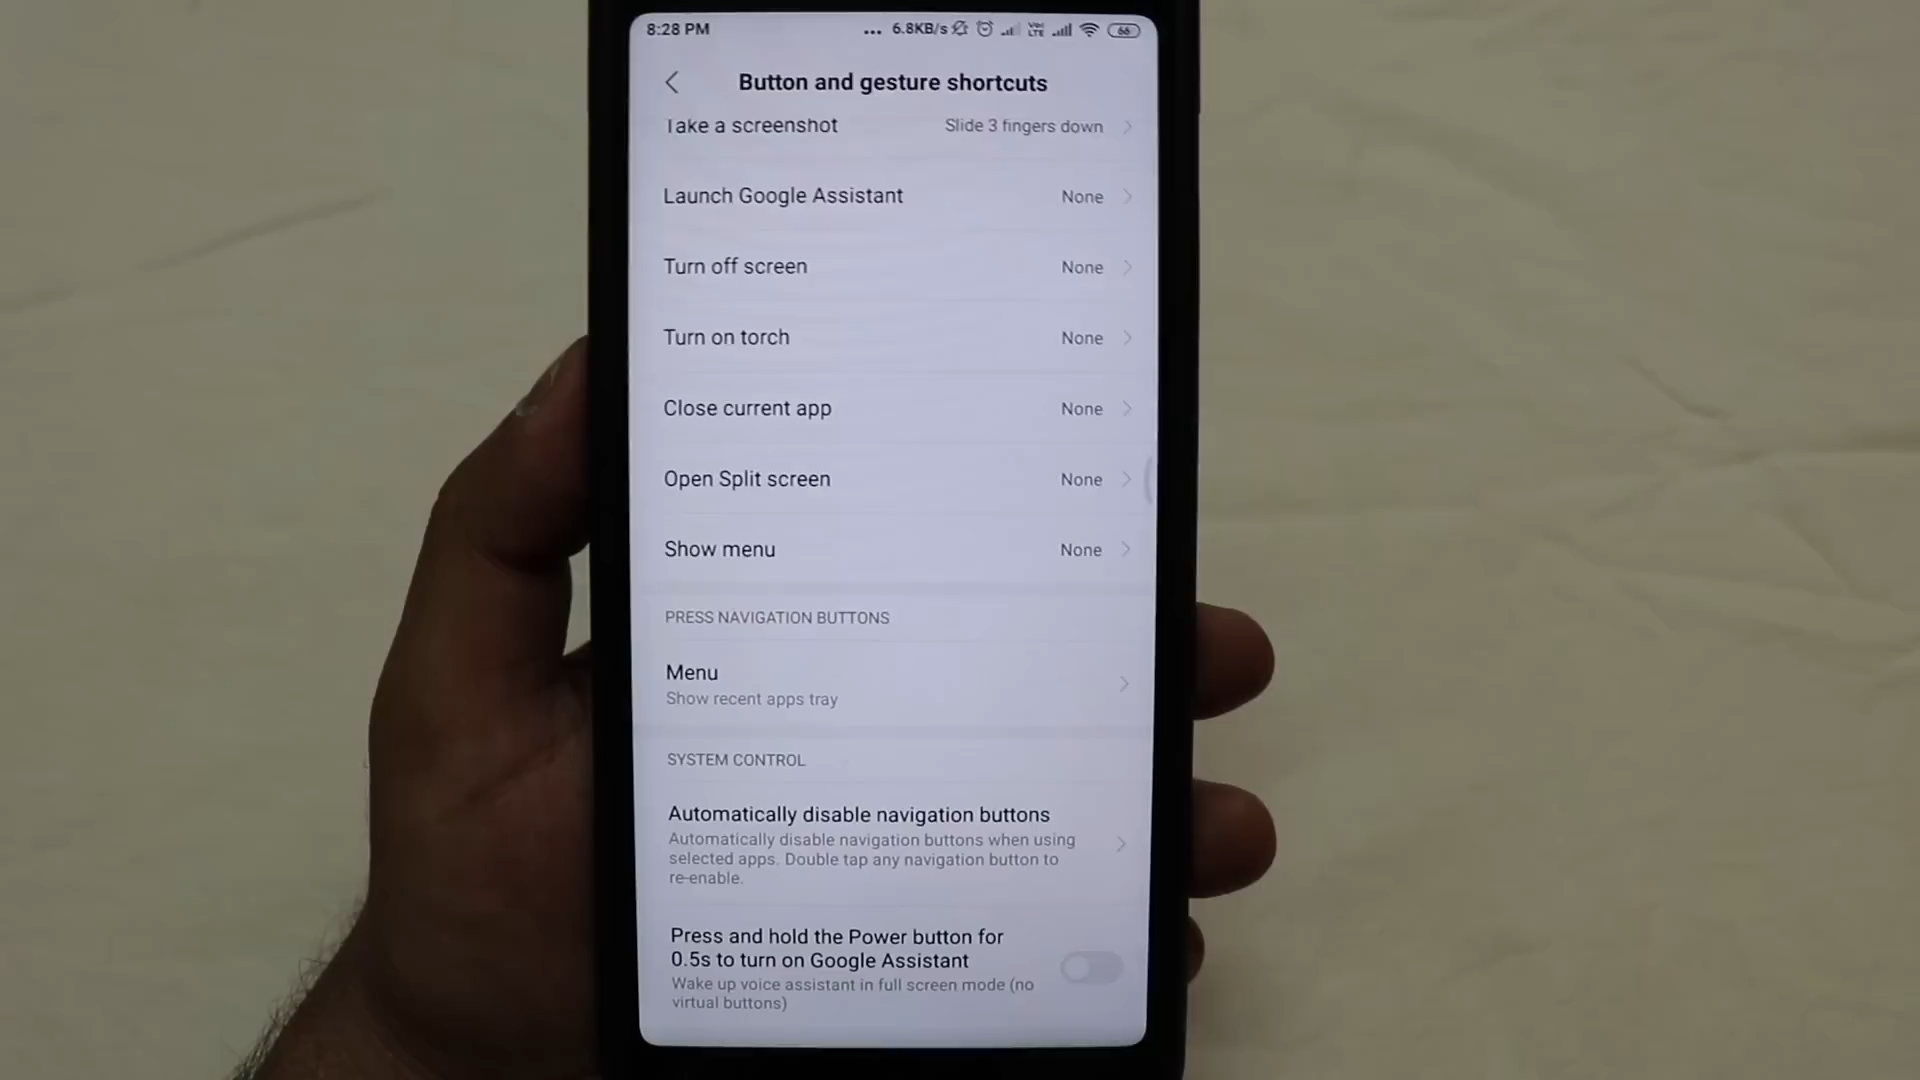 8:28 PM ... 6.8KB/s Vo LTE 66
Button and gesture shortcuts
Take a screenshot Slide 3 fingers down
Launch Google Assistant None
Turn off screen None
Turn on torch None
Close current app None
Open Split screen None
Show menu None
PRESS NAVIGATION BUTTONS
Menu
Show recent apps tray
SYSTEM CONTROL
Automatically disable navigation buttons
Automatically disable navigation buttons when using
selected apps. Double tap any navigation button to
re-enable.
Press and hold the Power button for
0.5s to turn on Google Assistant
Wake up voice assistant in full screen mode (no
virtual buttons)